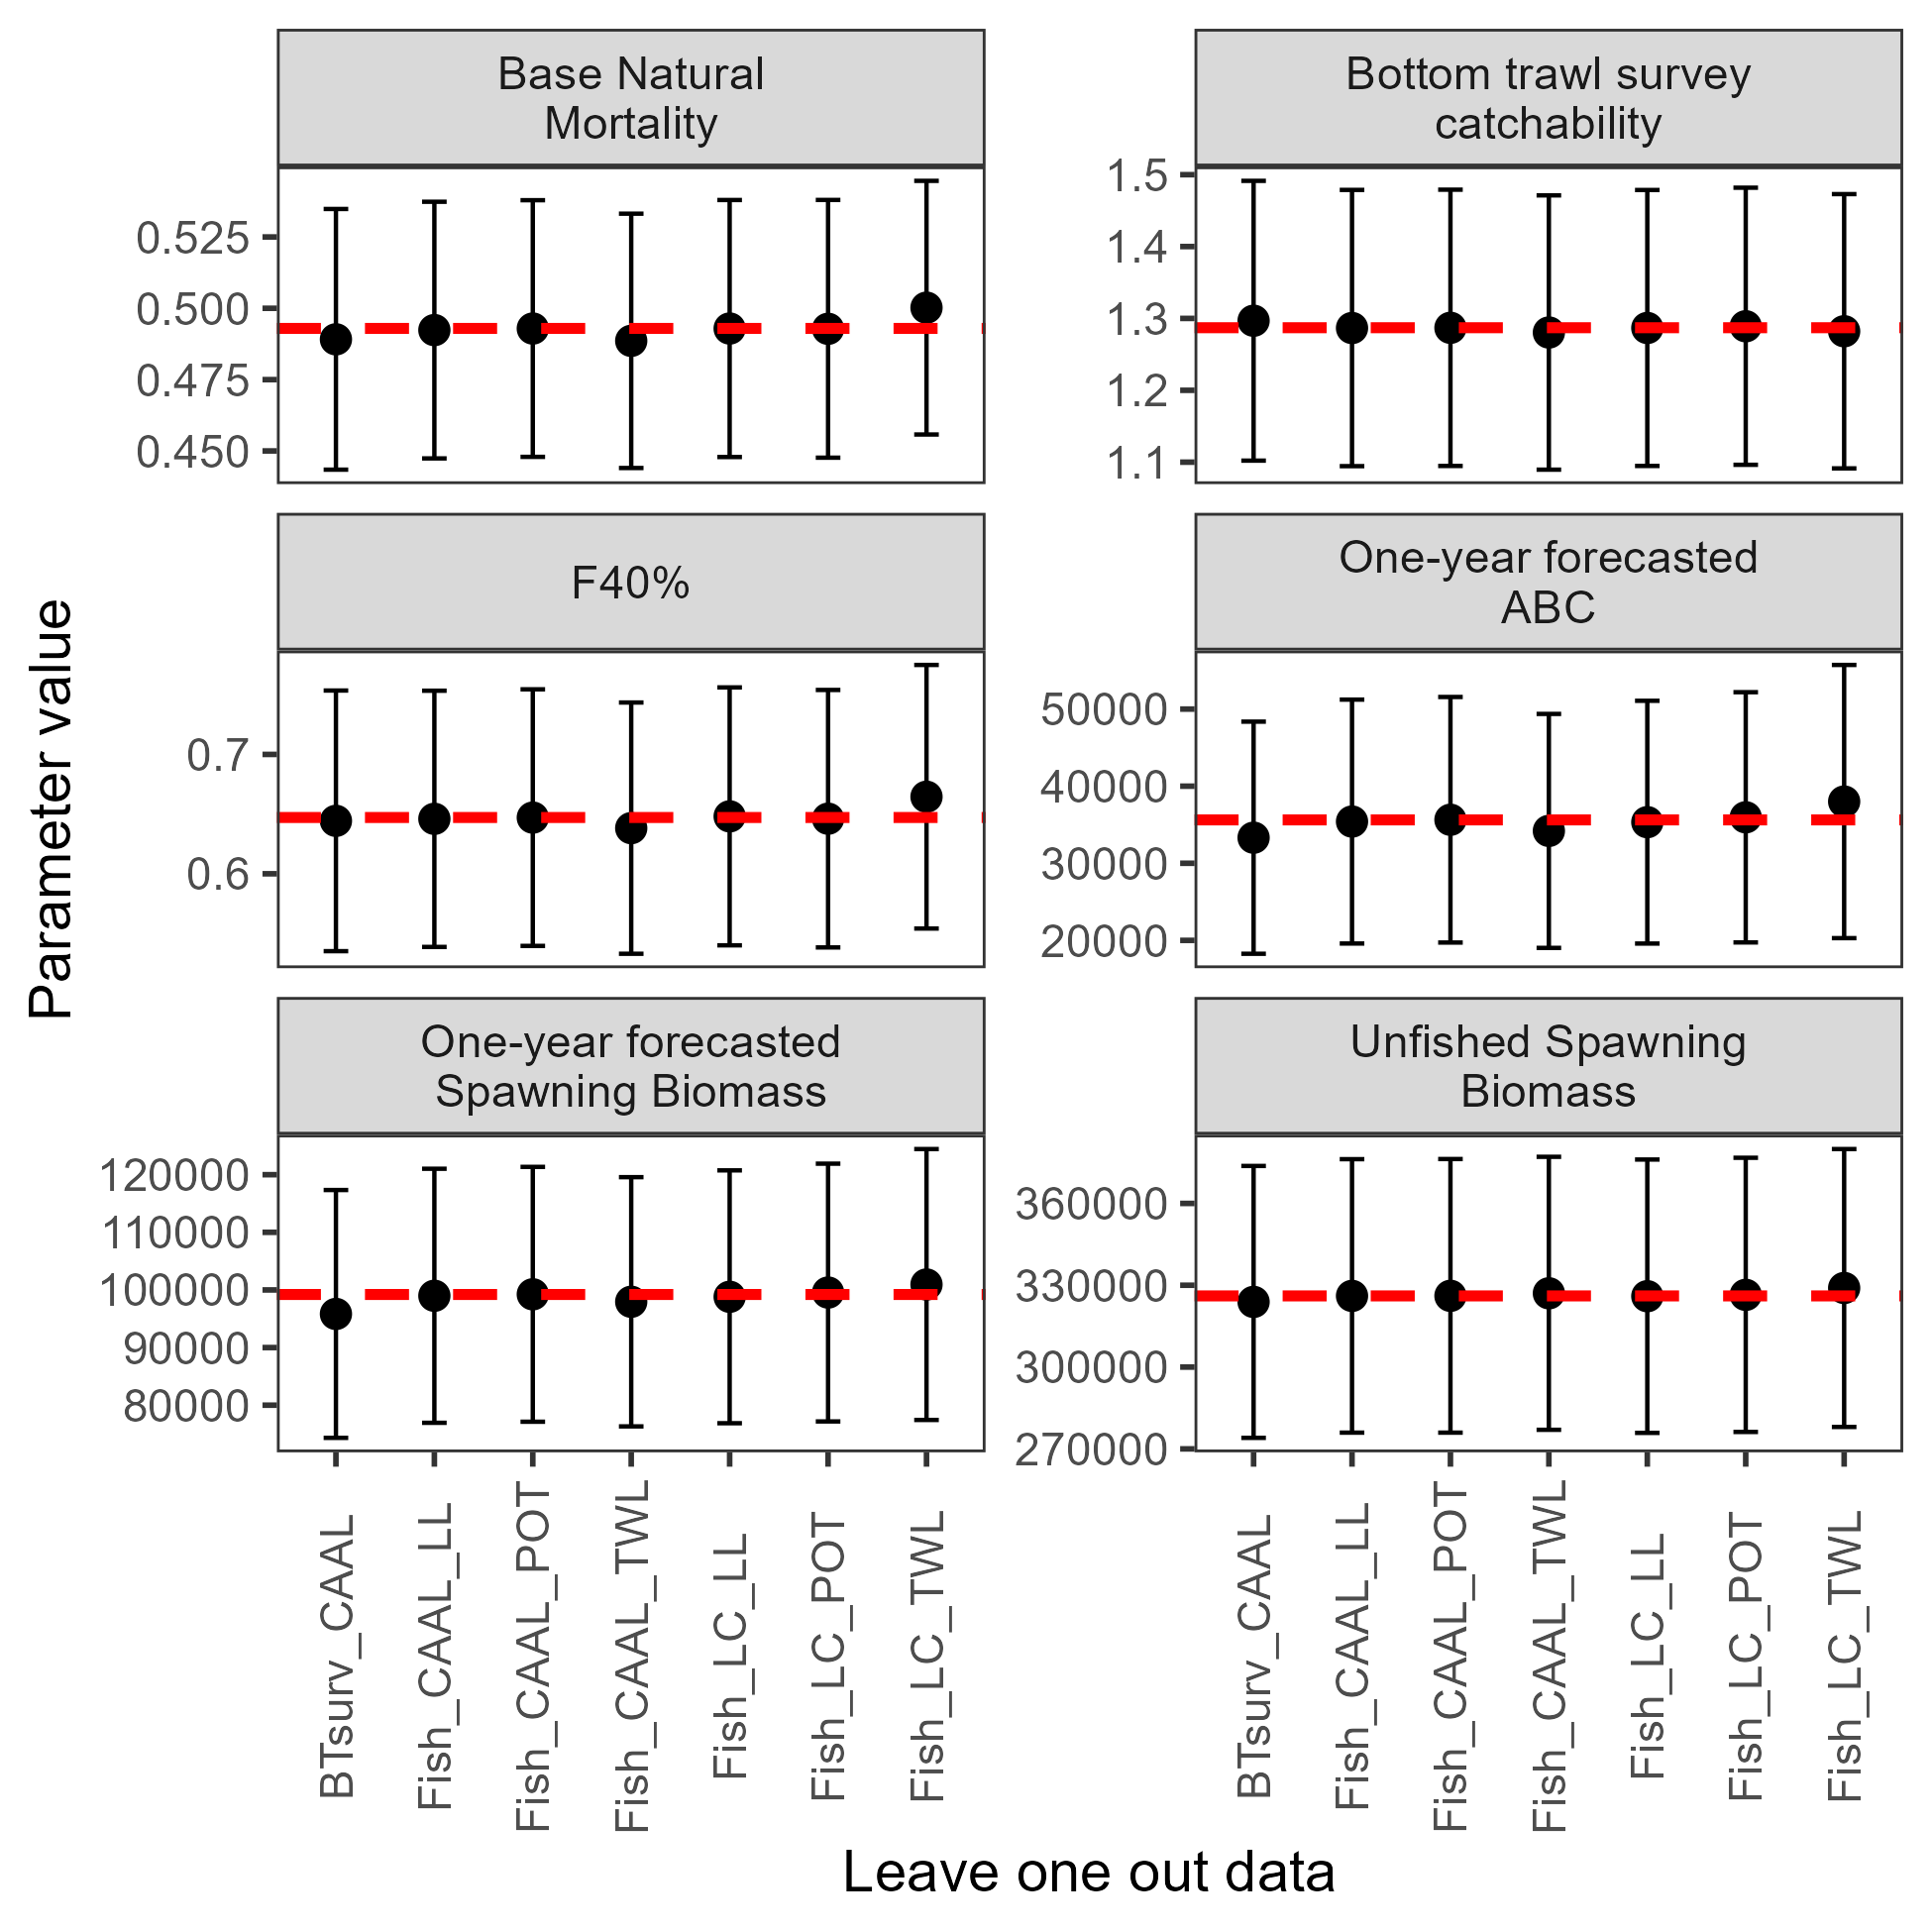 Base Natural
Mortality
Bottom trawl survey
catchability
0.525
0.500
0.475
0.450
1.5
1.4
1.3
1.2
1.1
F40%
One-year forecasted
ABC
0.7
0.6
50000
40000
30000
20000
One-year forecasted
Spawning Biomass
Unfished Spawning
Biomass
120000
110000
100000
90000
80000
360000
330000
300000
270000
Parameter value
BTsurv_CAAL
Fish_CAAL_LL
Fish_CAAL_POT
Fish_CAAL_TWL
Fish_LC_LL
Fish_LC_POT
Fish_LC_TWL
BTsurv_CAAL
Fish_CAAL_LL
Fish_CAAL_POT
Fish_CAAL_TWL
Fish_LC_LL
Fish_LC_POT
Fish_LC_TWL
Leave one out data